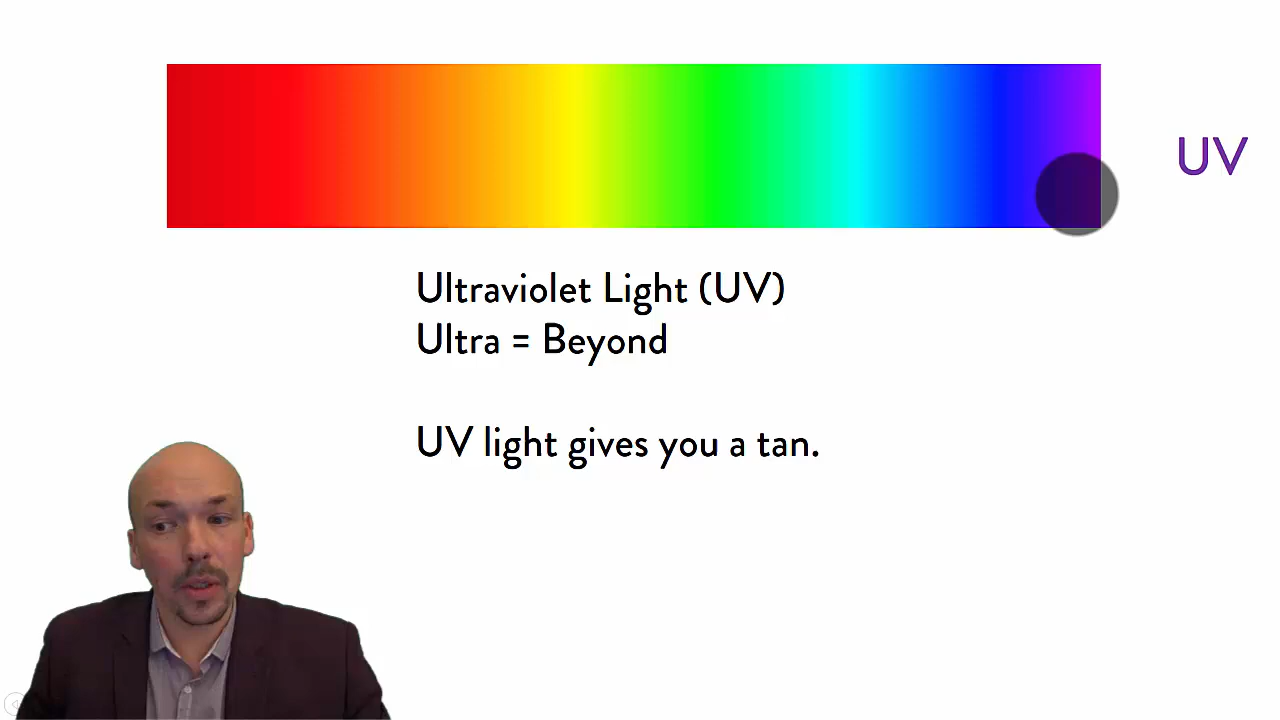 UV
Ultraviolet Light (UV)
Ultra = Beyond
UV light gives you a tan.